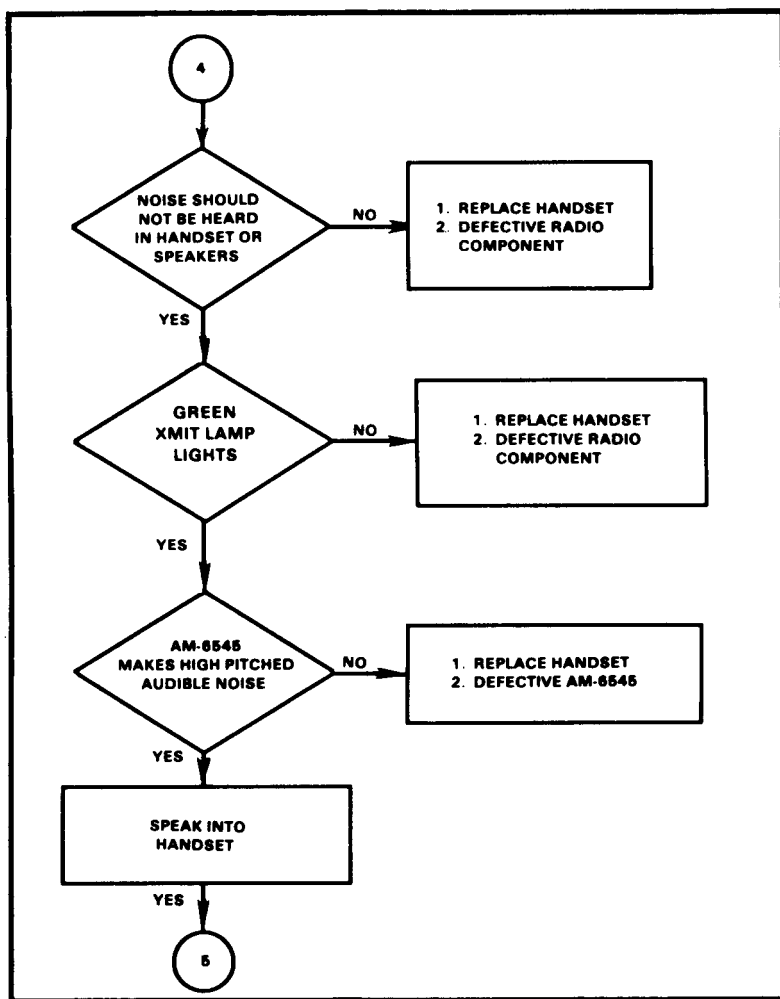 4
NOISE SHOULD
NOT BE HEARD
IN HANDSET OR
SPEAKERS
NO
1. REPLACE HANDSET
2. DEFECTIVE RADIO
COMPONENT
YES
GREEN
XMIT LAMP
LIGHTS
NO
1. REPLACE HANDSET
2. DEFECTIVE RADIO
COMPONENT
YES
AM-6545
MAKES HIGH PITCHED
AUDIBLE NOISE
NO
1. REPLACE HANDSET
2. DEFECTIVE AM-6545
YES
SPEAK INTO
HANDSET
YES
5